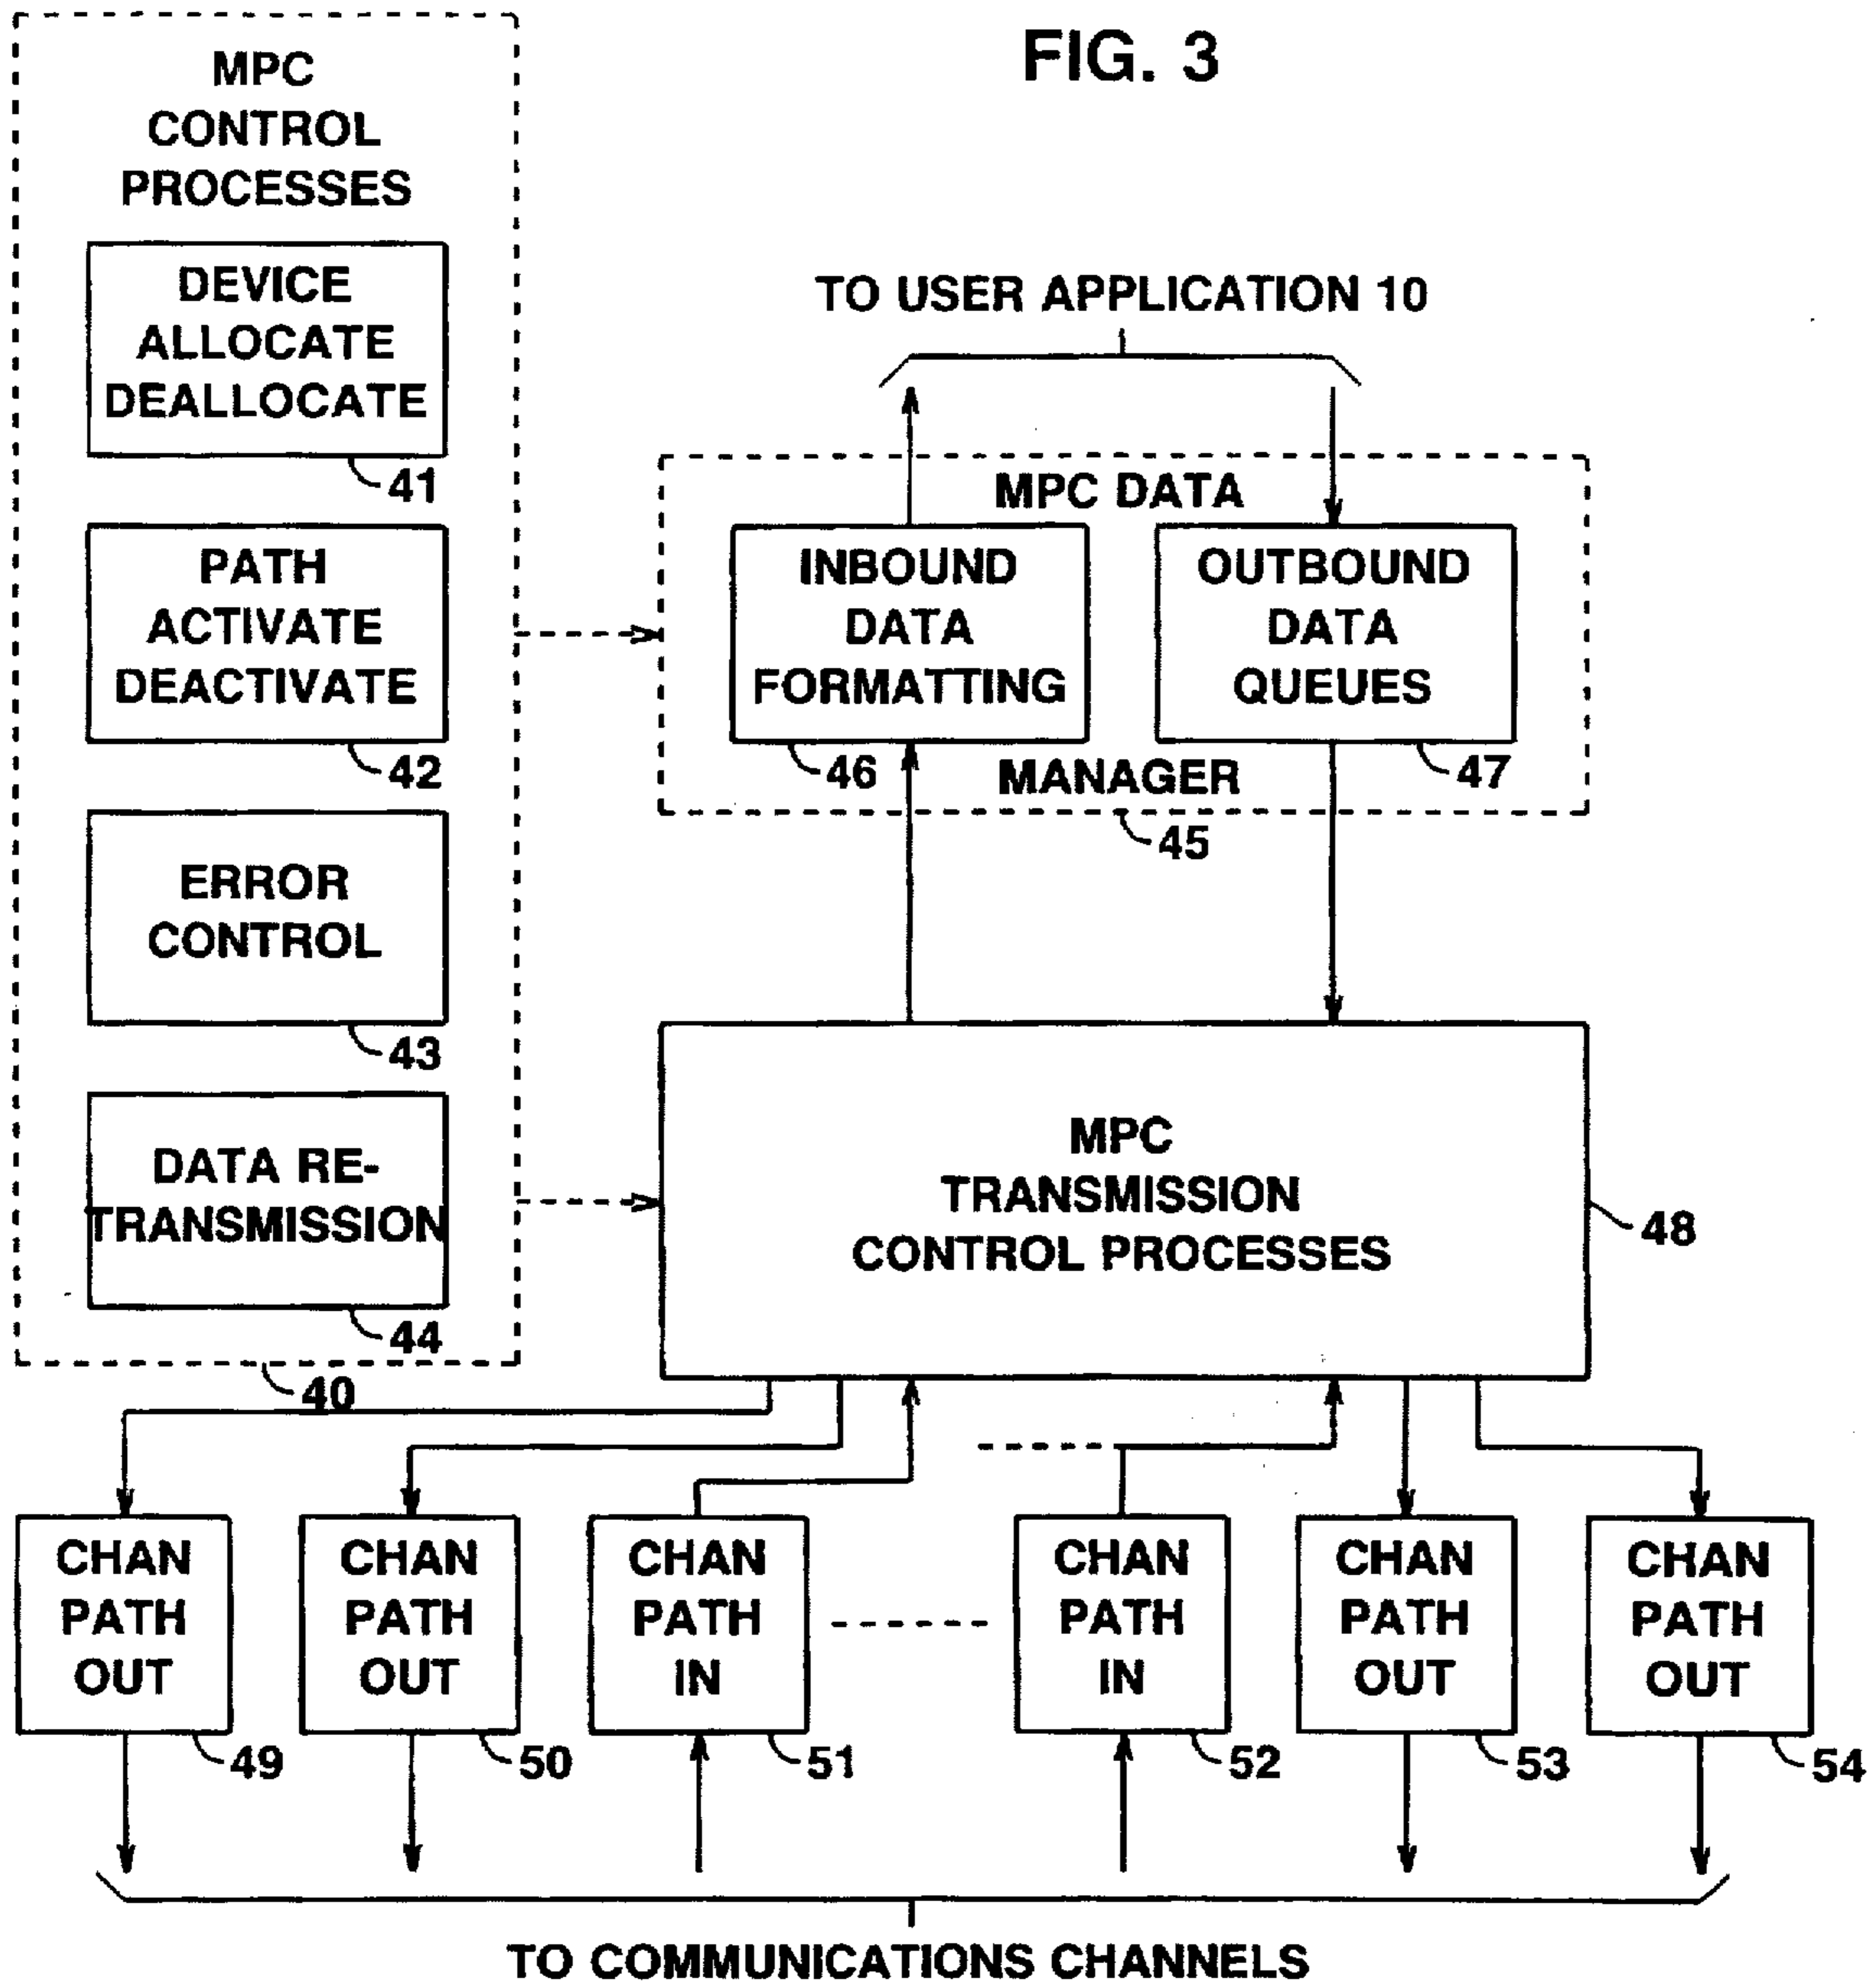 FIG. 3
MPC
CONTROL
PROCESSES
DEVICE
ALLOCATE
DEALLOCATE
41
PATH
ACTIVATE
DEACTIVATE
42
ERROR
CONTROL
43
DATA RE-
TRANSMISSION
44
40
TO USER APPLICATION 10
MPC DATA
INBOUND
DATA
FORMATTING
46
OUTBOUND
DATA
QUEUES
47
MANAGER
45
MPC
TRANSMISSION
CONTROL PROCESSES
48
CHAN
PATH
OUT
49
CHAN
PATH
OUT
50
CHAN
PATH
IN
51
CHAN
PATH
IN
52
CHAN
PATH
OUT
53
CHAN
PATH
OUT
54
TO COMMUNICATIONS CHANNELS